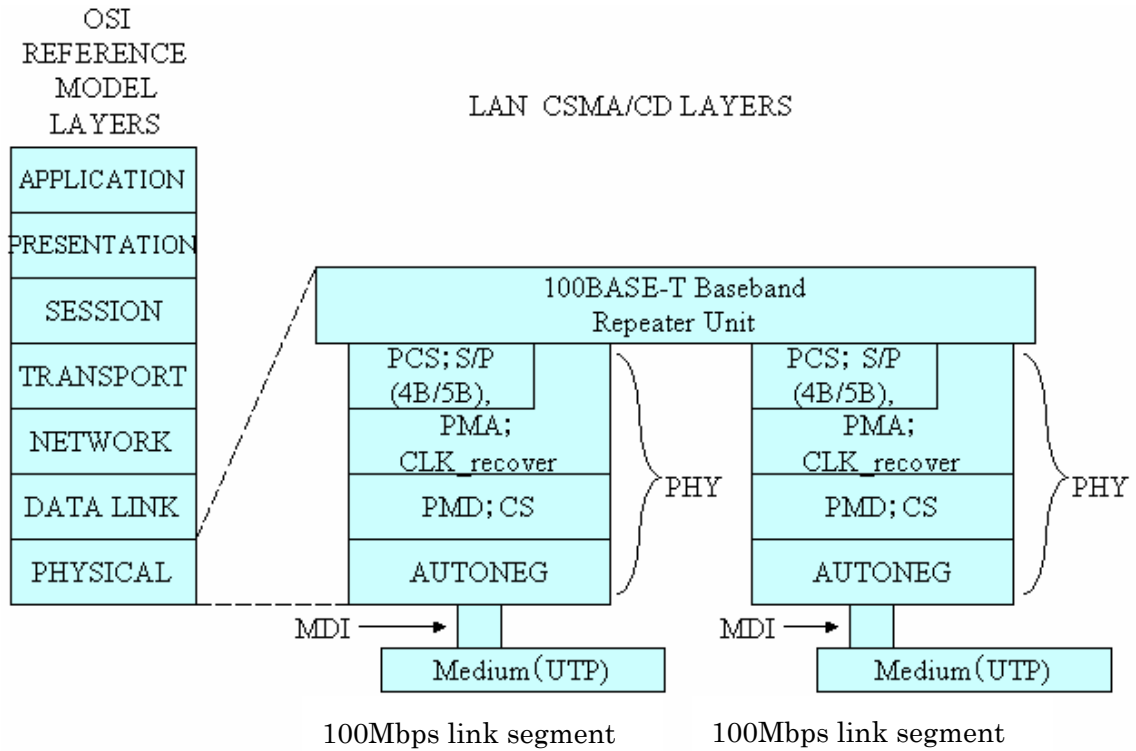 OSI
REFERENCE
MODEL
LAYERS
LAN CSMA/CD LAYERS
APPLICATION
PRESENTATION
SESSION
TRANSPORT
NETWORK
DATA LINK
PHYSICAL
100BASE-T Baseband
Repeater Unit
PCS; S/P
(4B/5B),
PMA;
CLK_recover
PMD; CS
AUTONEG
PHY
MDI
Medium(UTP)
100Mbps link segment
PCS; S/P
(4B/5B),
PMA;
CLK_recover
PMD; CS
AUTONEG
PHY
MDI
Medium(UTP)
100Mbps link segment